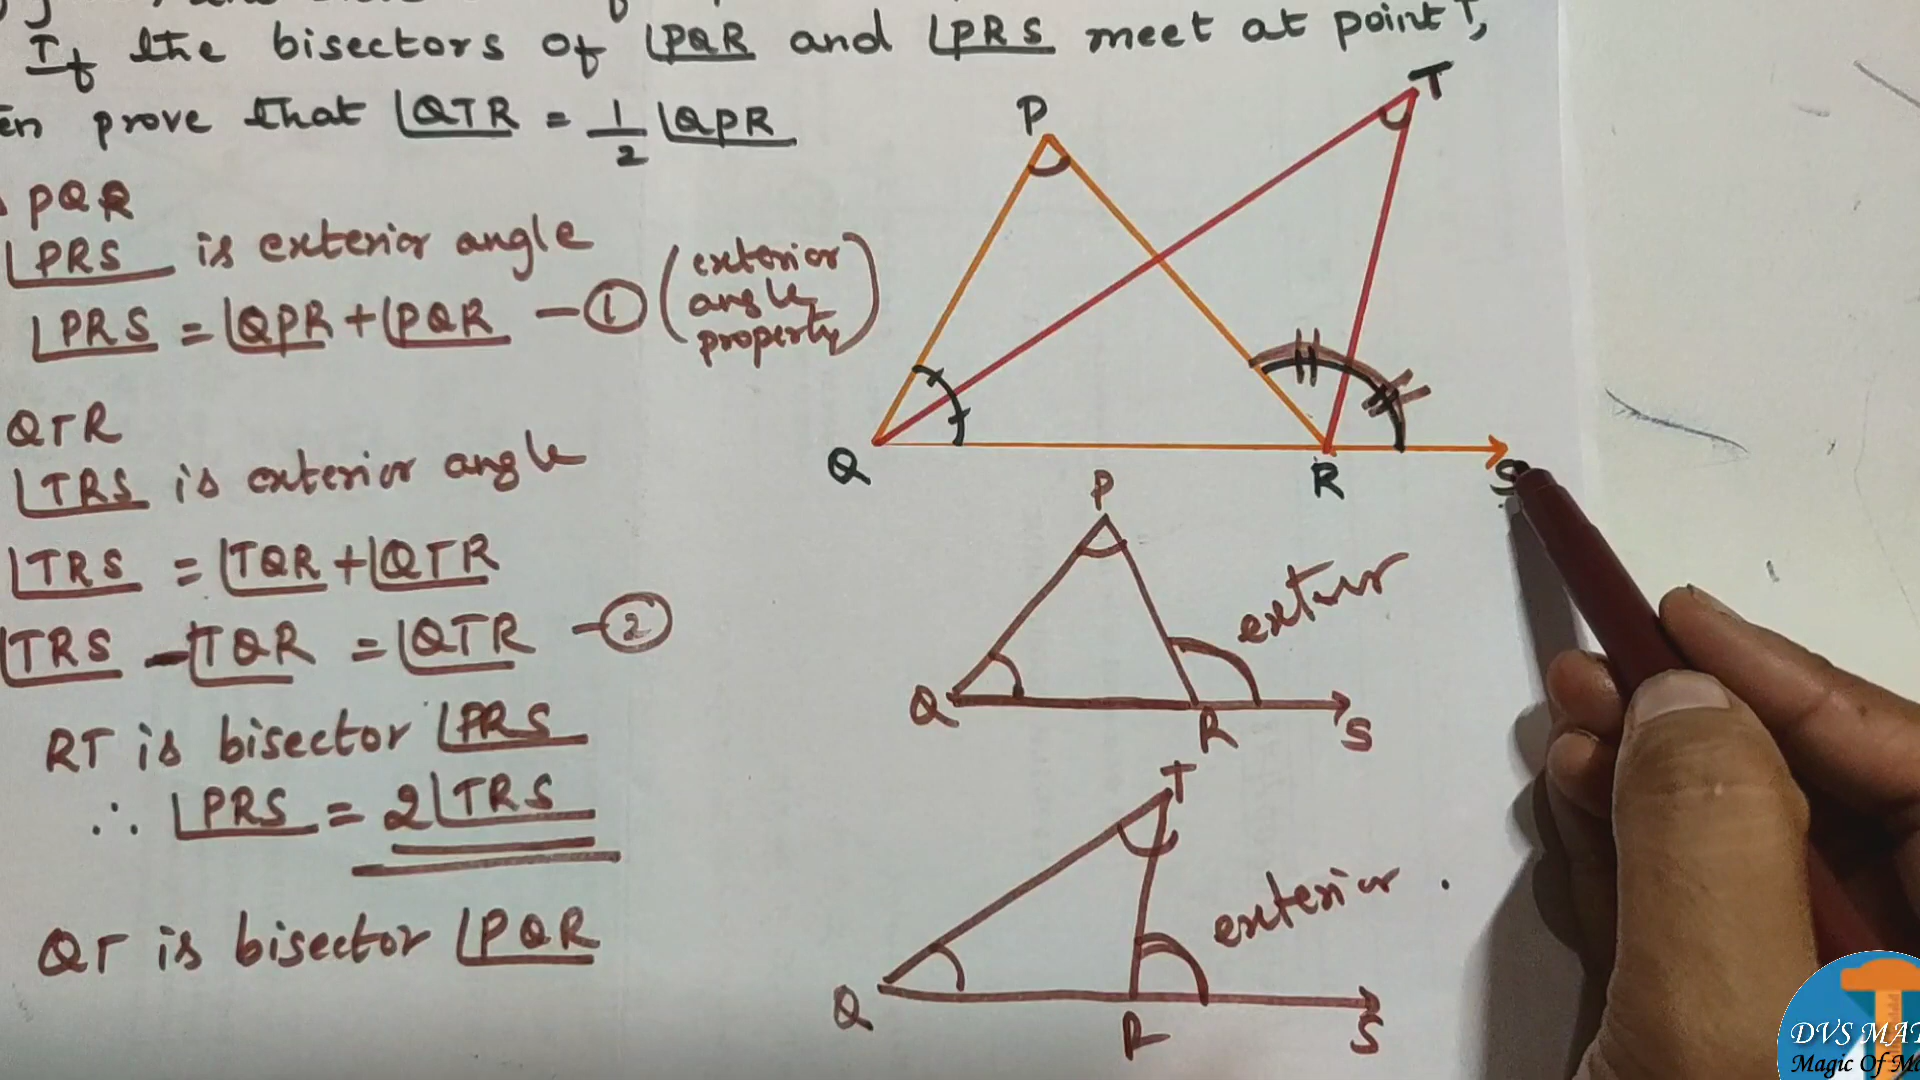 If the bisectors of ∠PQR and ∠PRS meet at point T,
en prove that ∠QTR = 1/2 ∠QPR
PQR
∠PRS is exterior angle
∠PRS = ∠QPR + ∠PQR — ① (exterior angle property)
QTR
∠TRS is exterior angle
∠TRS = ∠TQR + ∠QTR
∠TRS - ∠TQR = ∠QTR — ②
RT is bisector ∠PRS
∴ ∠PRS = 2∠TRS
QT is bisector ∠PQR
P
T
Q
R
S
P
Q
R
S
T
exterior
Q
R
S
DVS MAT
Magic Of Ma